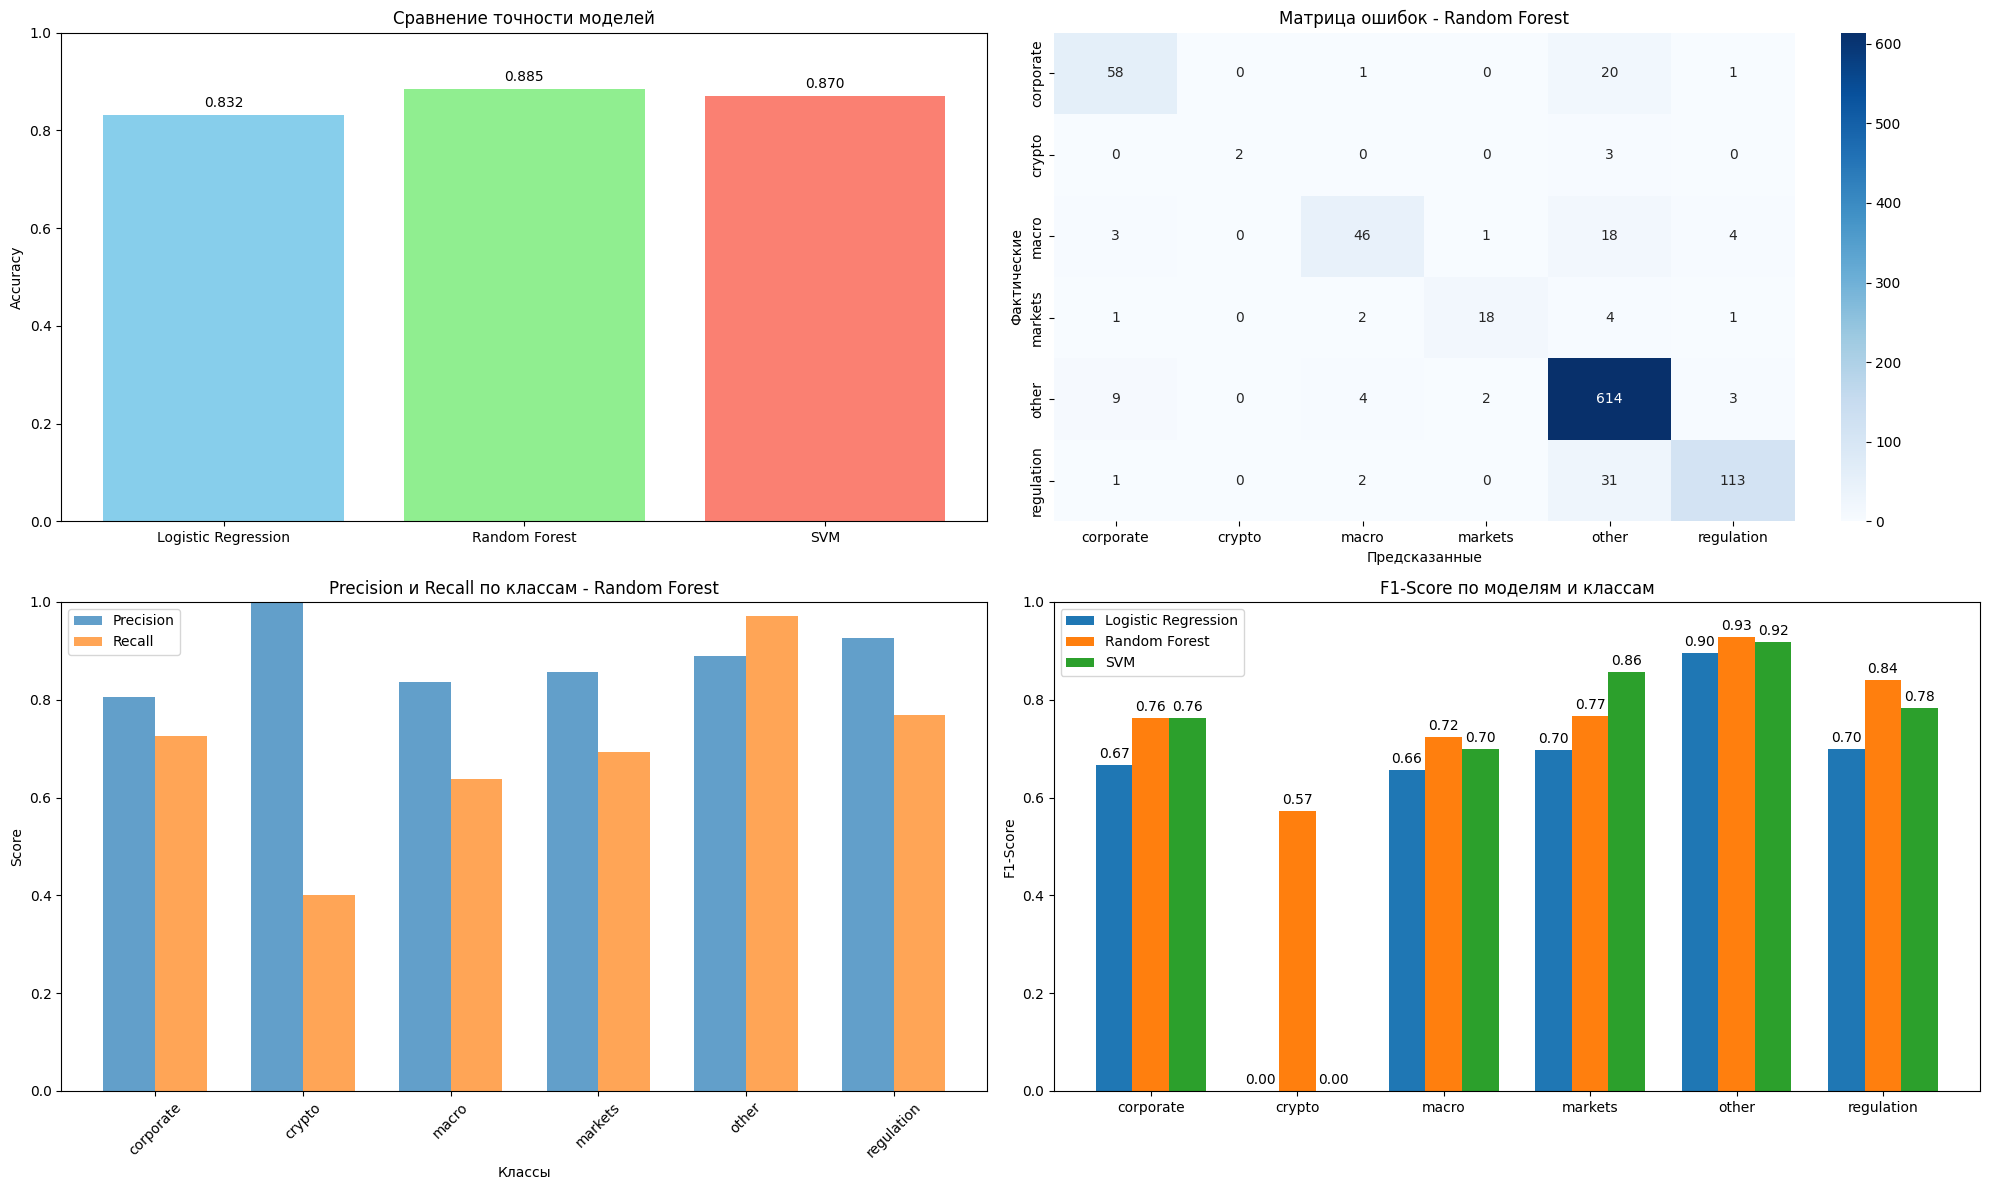 Сравнение точности моделей
Accuracy
1.0
0.8
0.6
0.4
0.2
0.0
0.832
0.885
0.870
Logistic Regression
Random Forest
SVM
Матрица ошибок - Random Forest
Фактические
corporate
crypto
macro
markets
other
regulation
58 0 1 0 20 1
0 2 0 0 3 0
3 0 46 1 18 4
1 0 2 18 4 1
9 0 4 2 614 3
1 0 2 0 31 113
corporate crypto macro markets other regulation
Предсказанные
600
500
400
300
200
100
0
Precision и Recall по классам - Random Forest
Precision
Recall
Score
1.0
0.8
0.6
0.4
0.2
0.0
corporate
crypto
macro
markets
other
regulation
Классы
F1-Score по моделям и классам
Logistic Regression
Random Forest
SVM
F1-Score
1.0
0.8
0.6
0.4
0.2
0.0
0.67 0.76 0.76
0.00 0.57 0.00
0.66 0.72 0.70
0.70 0.77 0.86
0.90 0.93 0.92
0.70 0.84 0.78
corporate crypto macro markets other regulation